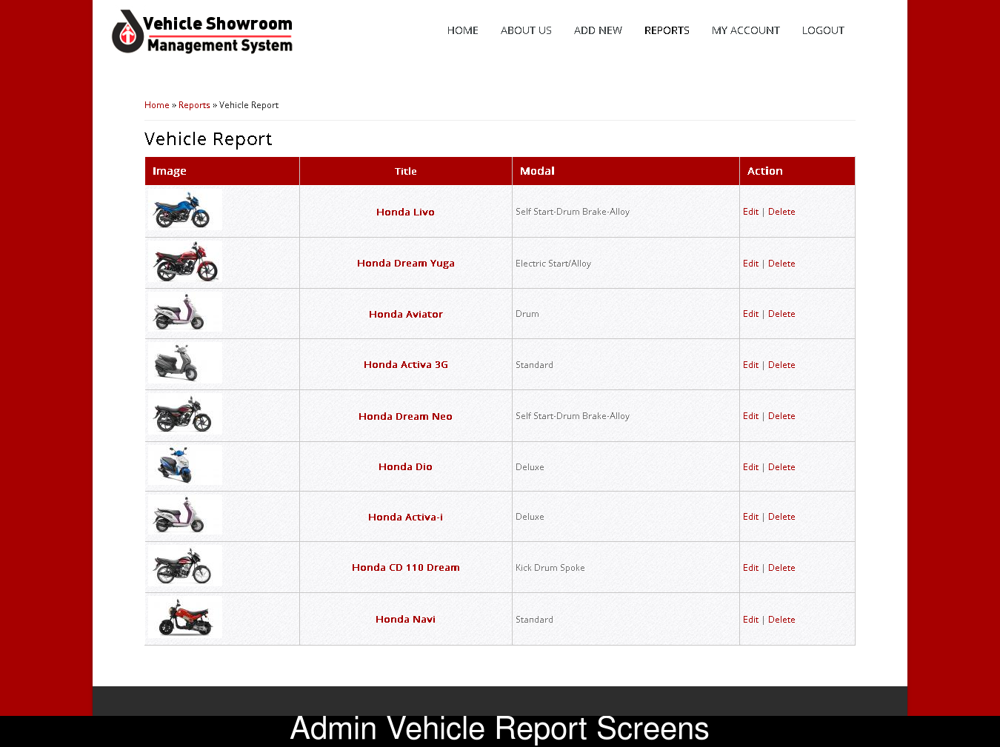 Vehicle Showroom
Management System
HOME ABOUT US ADD NEW REPORTS MY ACCOUNT LOGOUT
Home » Reports » Vehicle Report
Vehicle Report
Image Title Modal Action
Honda Livo Self Start-Drum Brake-Alloy Edit | Delete
Honda Dream Yuga Electric Start/Alloy Edit | Delete
Honda Aviator Drum Edit | Delete
Honda Activa 3G Standard Edit | Delete
Honda Dream Neo Self Start-Drum Brake-Alloy Edit | Delete
Honda Dio Deluxe Edit | Delete
Honda Activa-i Deluxe Edit | Delete
Honda CD 110 Dream Kick Drum Spoke Edit | Delete
Honda Navi Standard Edit | Delete
Admin Vehicle Report Screens